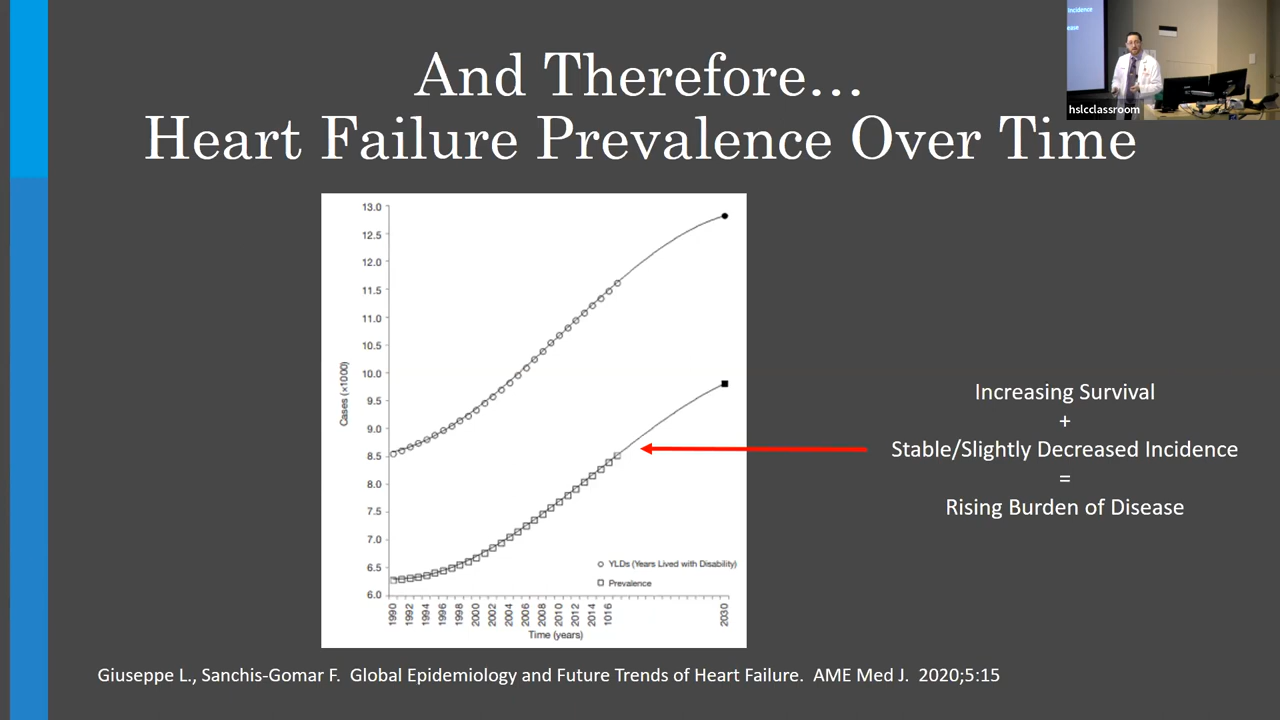 And Therefore…
Heart Failure Prevalence Over Time
Incidence
ease
hslcclassroom
13.0
12.5
12.0
11.5
11.0
10.5
10.0
9.5
9.0
8.5
8.0
7.5
7.0
6.5
6.0
Cases (×1000)
YLDs (Years Lived with Disability)
Prevalence
1990 1992 1994 1996 1998 2000 2002 2004 2006 2008 2010 2012 2014 1016 2030
Time (years)
Increasing Survival
+
Stable/Slightly Decreased Incidence
=
Rising Burden of Disease
Giuseppe L., Sanchis-Gomar F. Global Epidemiology and Future Trends of Heart Failure. AME Med J. 2020;5:15